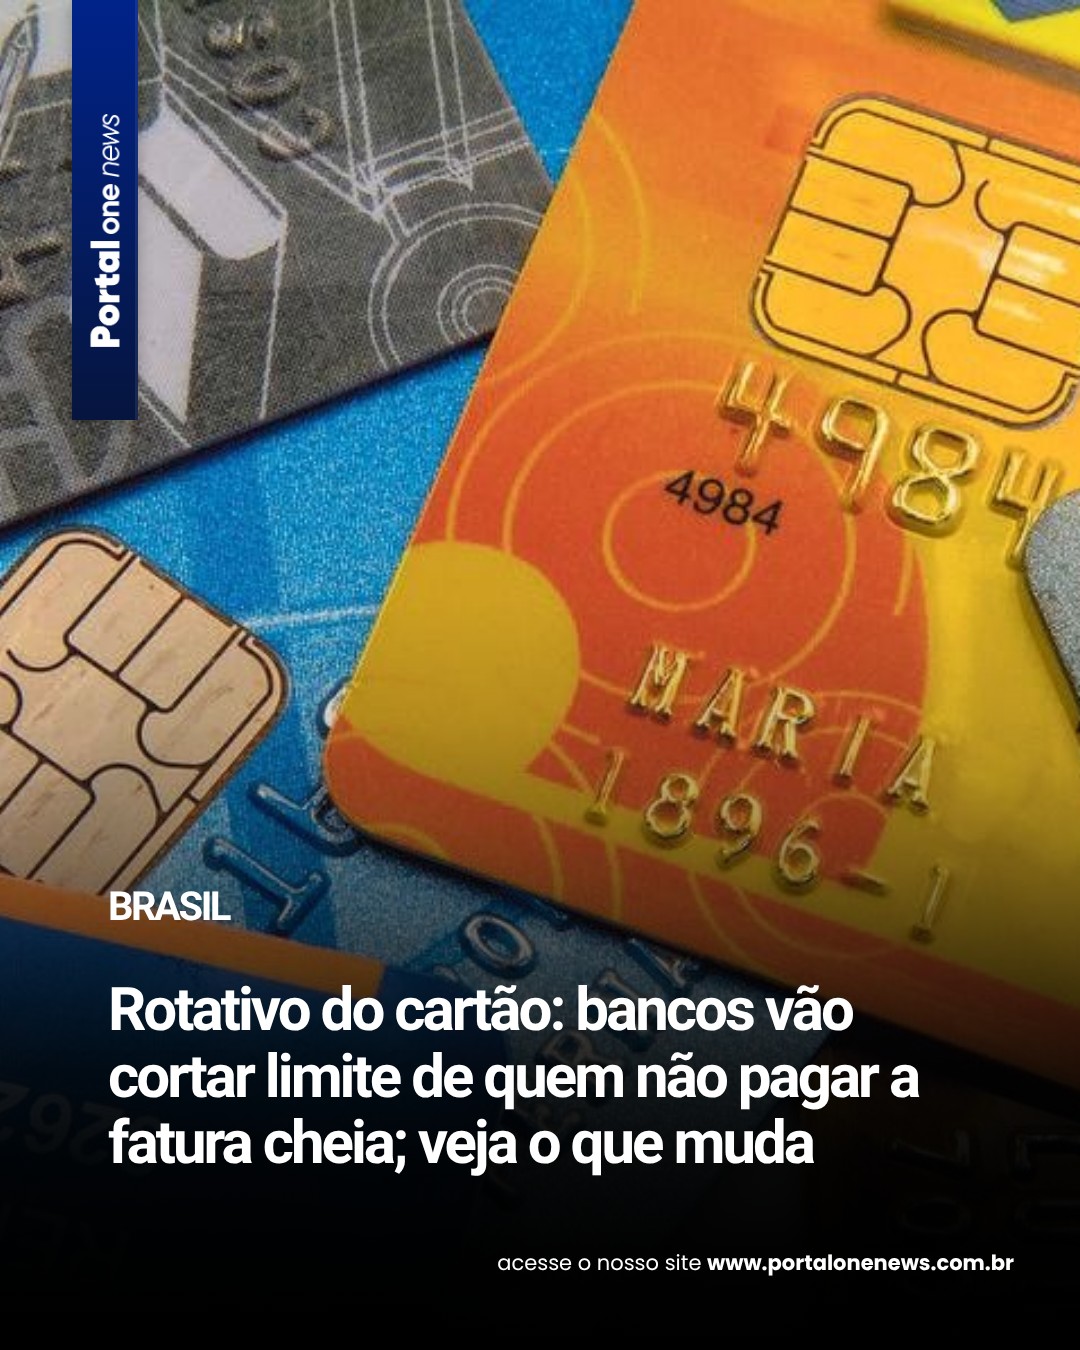 Portal one news
4984
4984
MARIA
1896-1
BRASIL
Rotativo do cartão: bancos vão
cortar limite de quem não pagar a
fatura cheia; veja o que muda
acesse o nosso site www.portalonenews.com.br